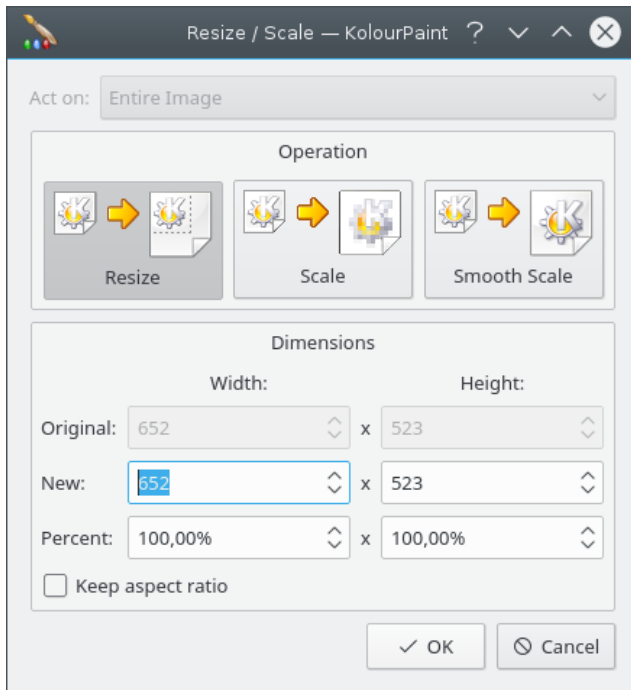 Resize / Scale — KolourPaint ?
Act on: Entire Image
Operation
Resize Scale Smooth Scale
Dimensions
Width: Height:
Original: 652 x 523
New: 652 x 523
Percent: 100,00% x 100,00%
Keep aspect ratio
OK Cancel